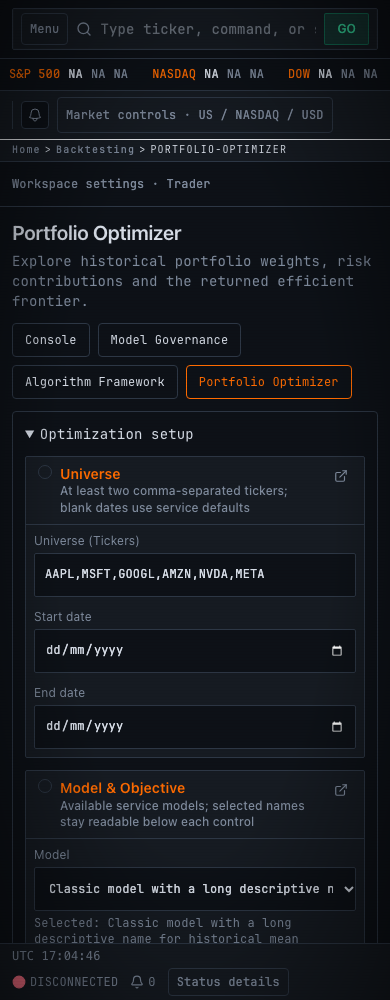 Menu
Type ticker, command, or
GO
S&P 500 NA NA NA NASDAQ NA NA NA DOW NA NA NA
Market controls · US / NASDAQ / USD
Home > Backtesting > PORTFOLIO-OPTIMIZER
Workspace settings · Trader
Portfolio Optimizer
Explore historical portfolio weights, risk
contributions and the returned efficient
frontier.
Console
Model Governance
Algorithm Framework
Portfolio Optimizer
▼ Optimization setup
Universe
At least two comma-separated tickers;
blank dates use service defaults
Universe (Tickers)
AAPL,MSFT,GOOGL,AMZN,NVDA,META
Start date
dd/mm/yyyy
End date
dd/mm/yyyy
Model & Objective
Available service models; selected names
stay readable below each control
Model
Classic model with a long descriptive n
Selected: Classic model with a long
descriptive name for historical mean
UTC 17:04:46
DISCONNECTED
0
Status details